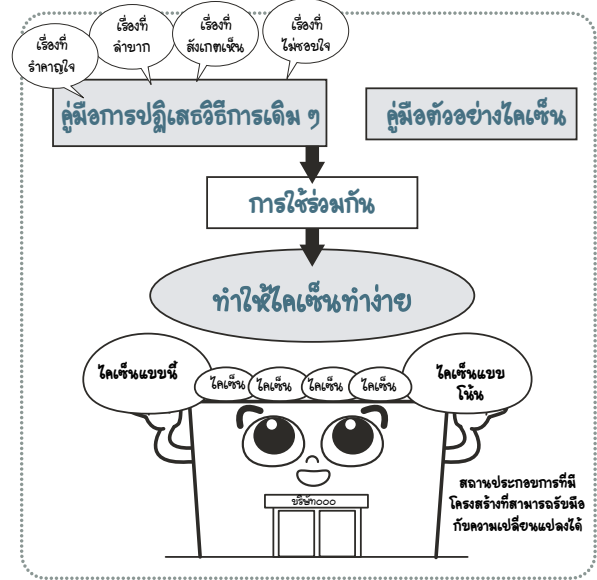 เรื่องที่
รำคาญใจ
เรื่องที่
ลำบาก
เรื่องที่
สังเกตเห็น
เรื่องที่
ไม่ชอบใจ
คู่มือการปฏิเสธวิธีการเดิม ๆ
คู่มือตัวอย่างไคเซ็น
การใช้ร่วมกัน
ทำให้ไคเซ็นทำง่าย
ไคเซ็นแบบนี้
ไคเซ็น
ไคเซ็น
ไคเซ็น
ไคเซ็น
ไคเซ็นแบบ
โน้น
บริษัท○○○
สถานประกอบการที่มี
โครงสร้างที่สามารถรับมือ
กับความเปลี่ยนแปลงได้